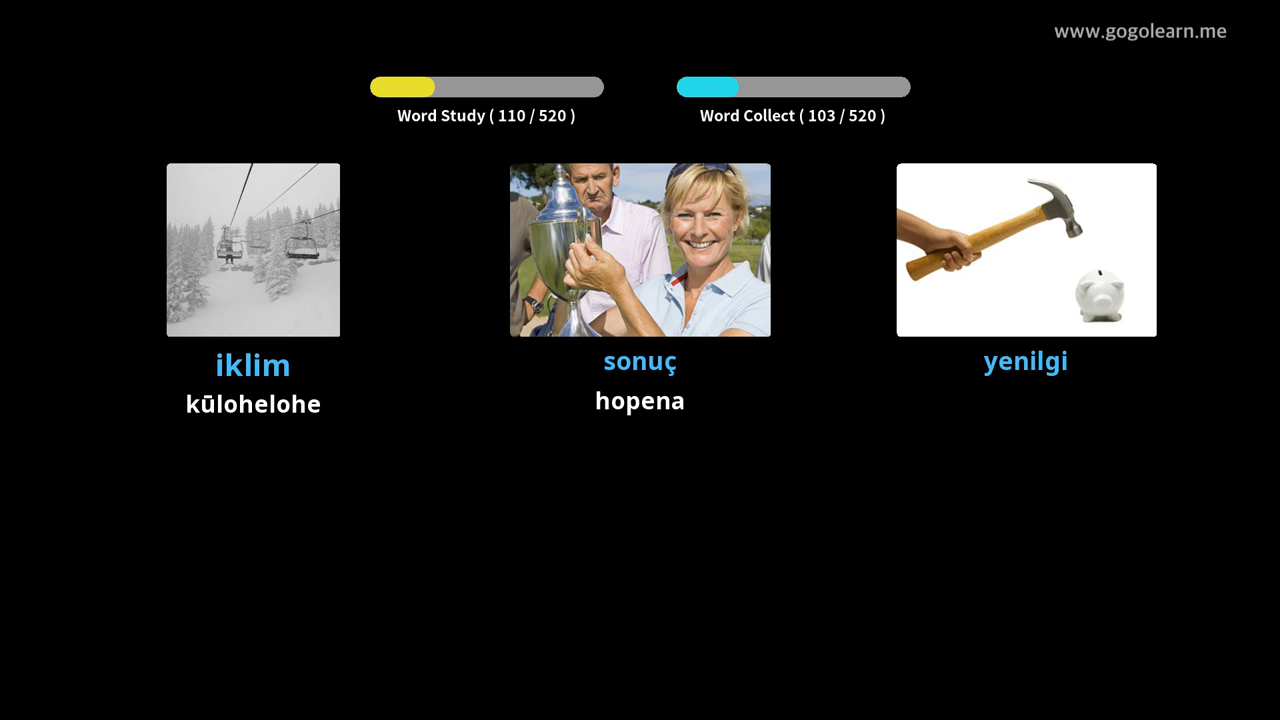 www.gogolearn.me
Word Study ( 110 / 520 )
Word Collect ( 103 / 520 )
iklim
sonuç
yenilgi
kūlohelohe
hopena